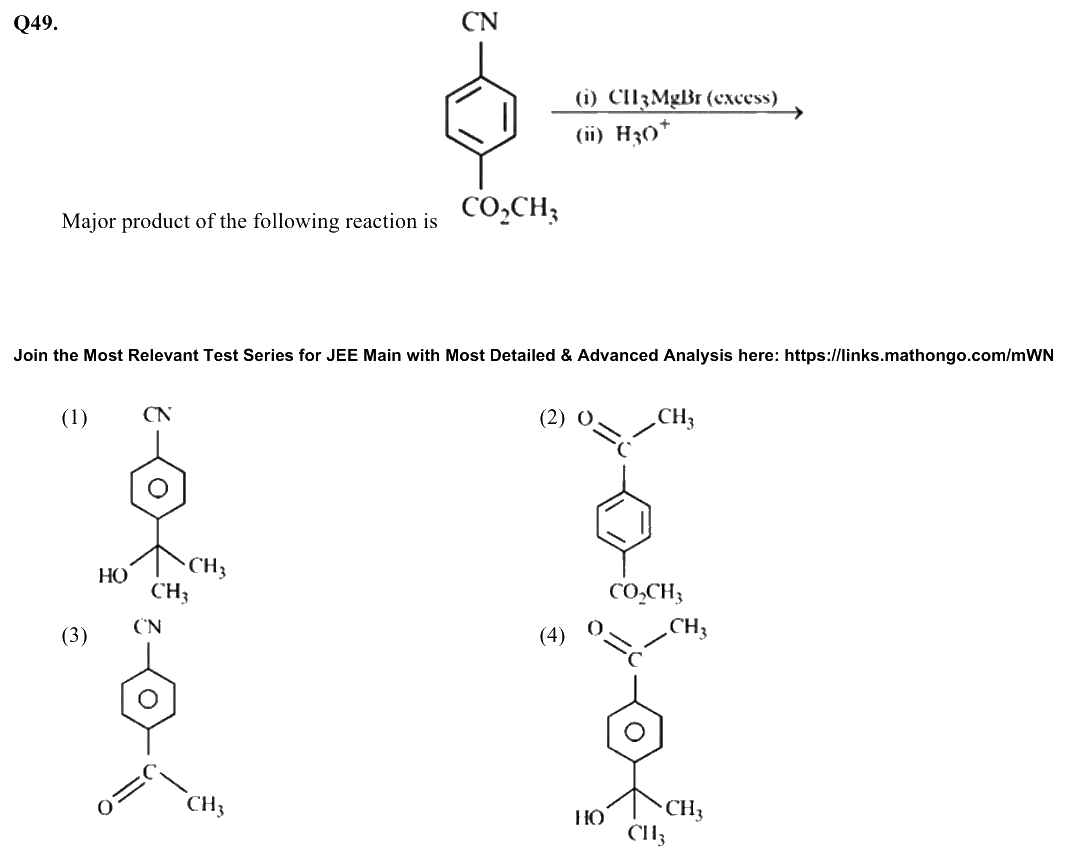 Q49.
CN
(i) CH3MgBr (excess)
(ii) H3O+
CO2CH3
Major product of the following reaction is
Join the Most Relevant Test Series for JEE Main with Most Detailed & Advanced Analysis here: https://links.mathongo.com/mWN
(1)
CN
HO
CH3
CH3
(2)
O
CH3
C
CO2CH3
(3)
CN
C
O
CH3
(4)
O
CH3
C
HO
CH3
CH3